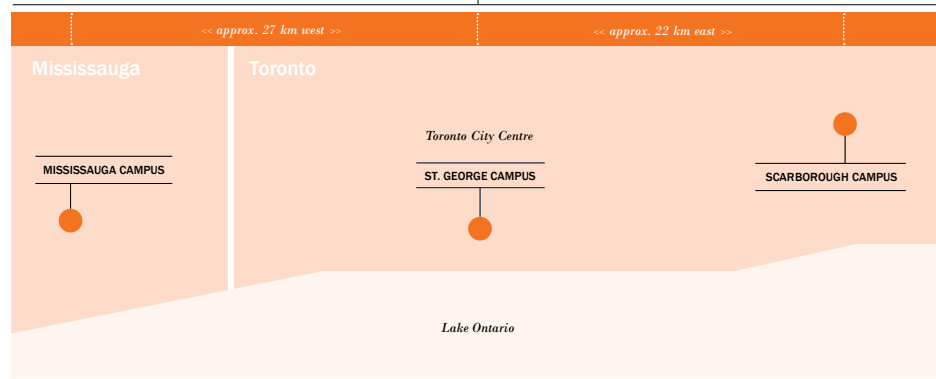 << approx. 27 km west >>
<< approx. 22 km east >>
Mississauga
Toronto
Toronto City Centre
MISSISSAUGA CAMPUS
ST. GEORGE CAMPUS
SCARBOROUGH CAMPUS
Lake Ontario